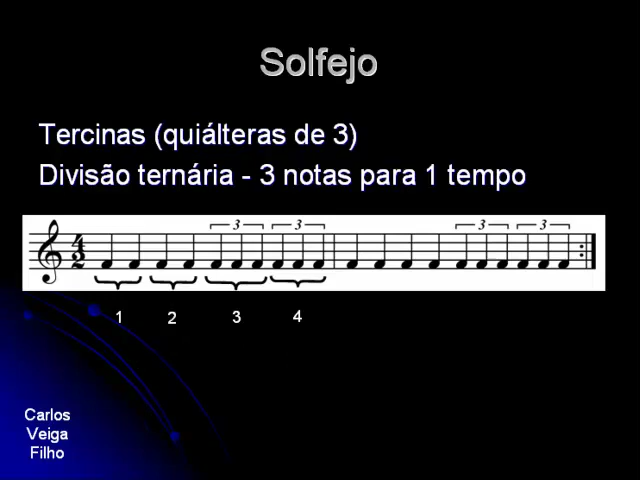 Solfejo
Tercinas (quiálteras de 3)
Divisão ternária - 3 notas para 1 tempo
3 3 3 3
4
2
1 2 3 4
Carlos
Veiga
Filho